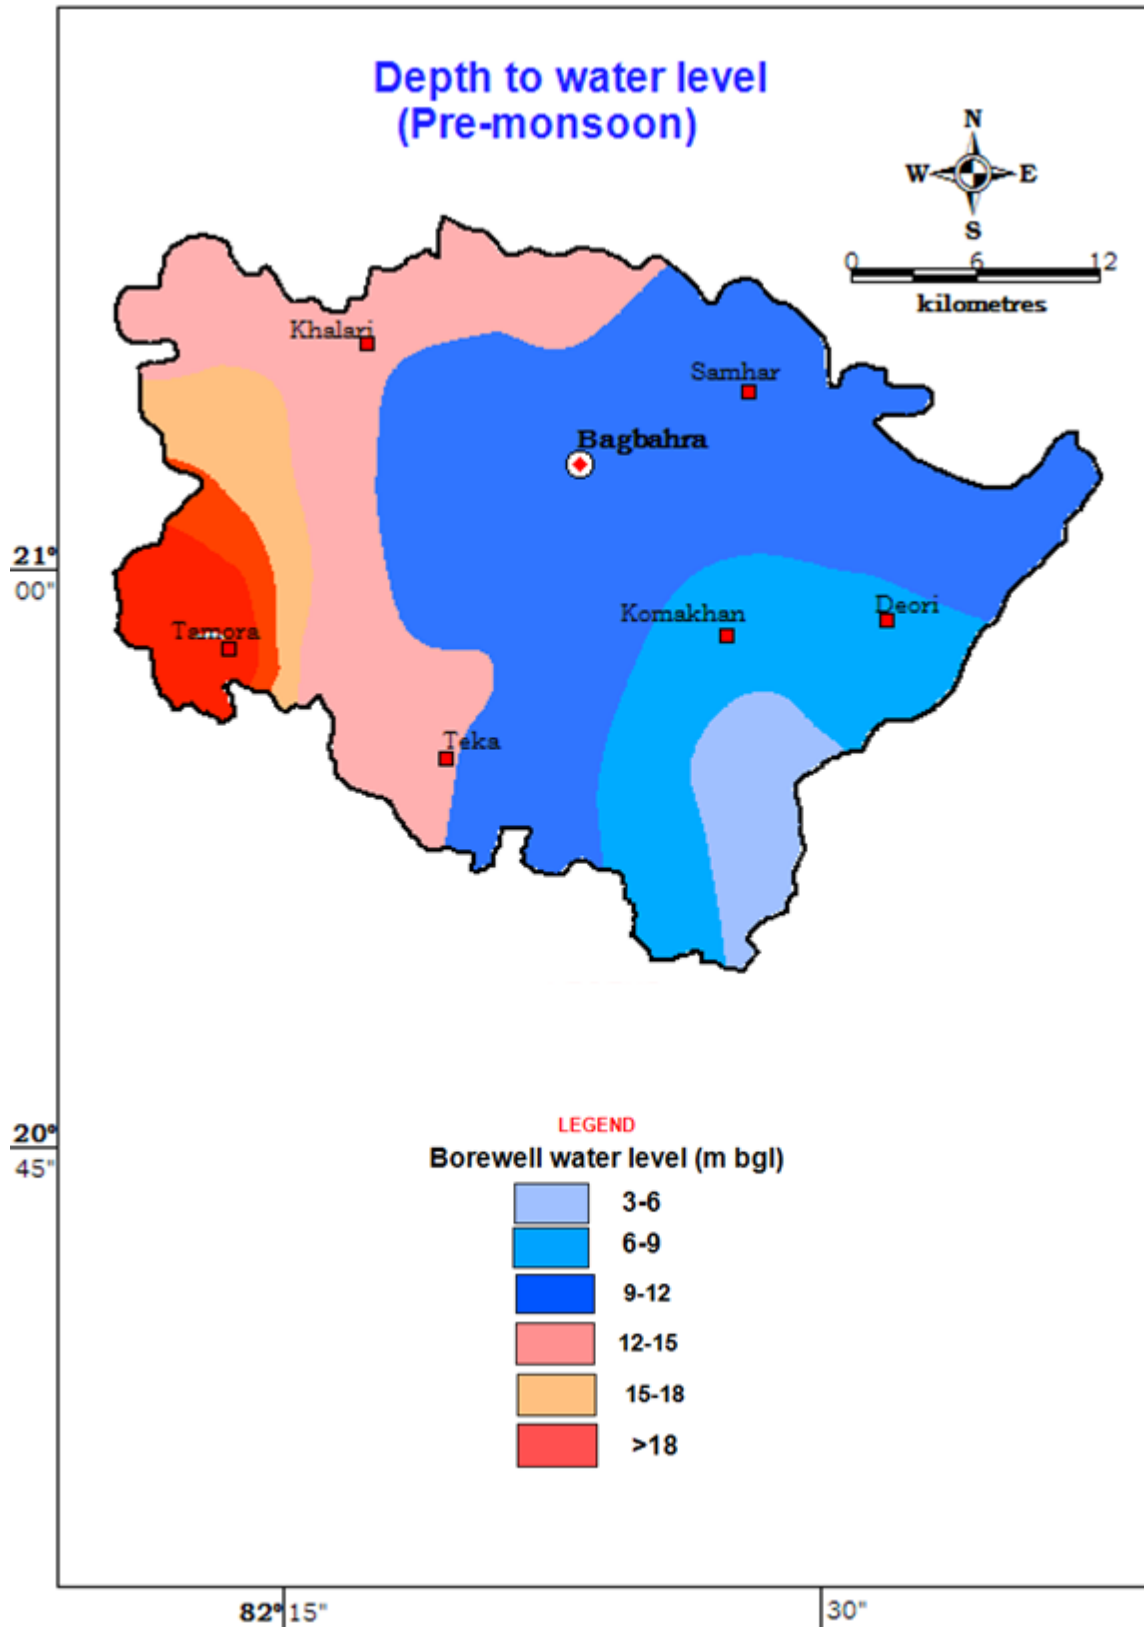 Depth to water level
(Pre-monsoon)
N
W E
S
0 6 12
kilometres
Khalari
Samhar
Bagbahra
21°
00"
Komakhan
Deori
Tamora
Teka
20°
45"
LEGEND
Borewell water level (m bgl)
3-6
6-9
9-12
12-15
15-18
>18
82° 15" 30"